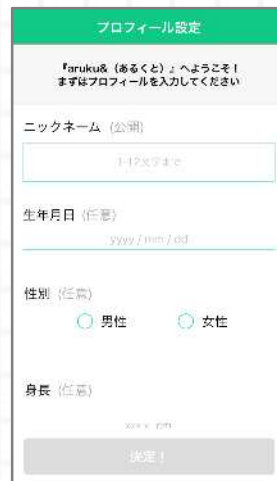 プロフィール設定
『aruku&（あるくと）』へようこそ！
まずはプロフィールを入力してください
ニックネーム (公開)
1-12文字まで
生年月日 (任意)
yyyy / mm / dd
性別 (任意)
男性 女性
身長 (任意)
決定！